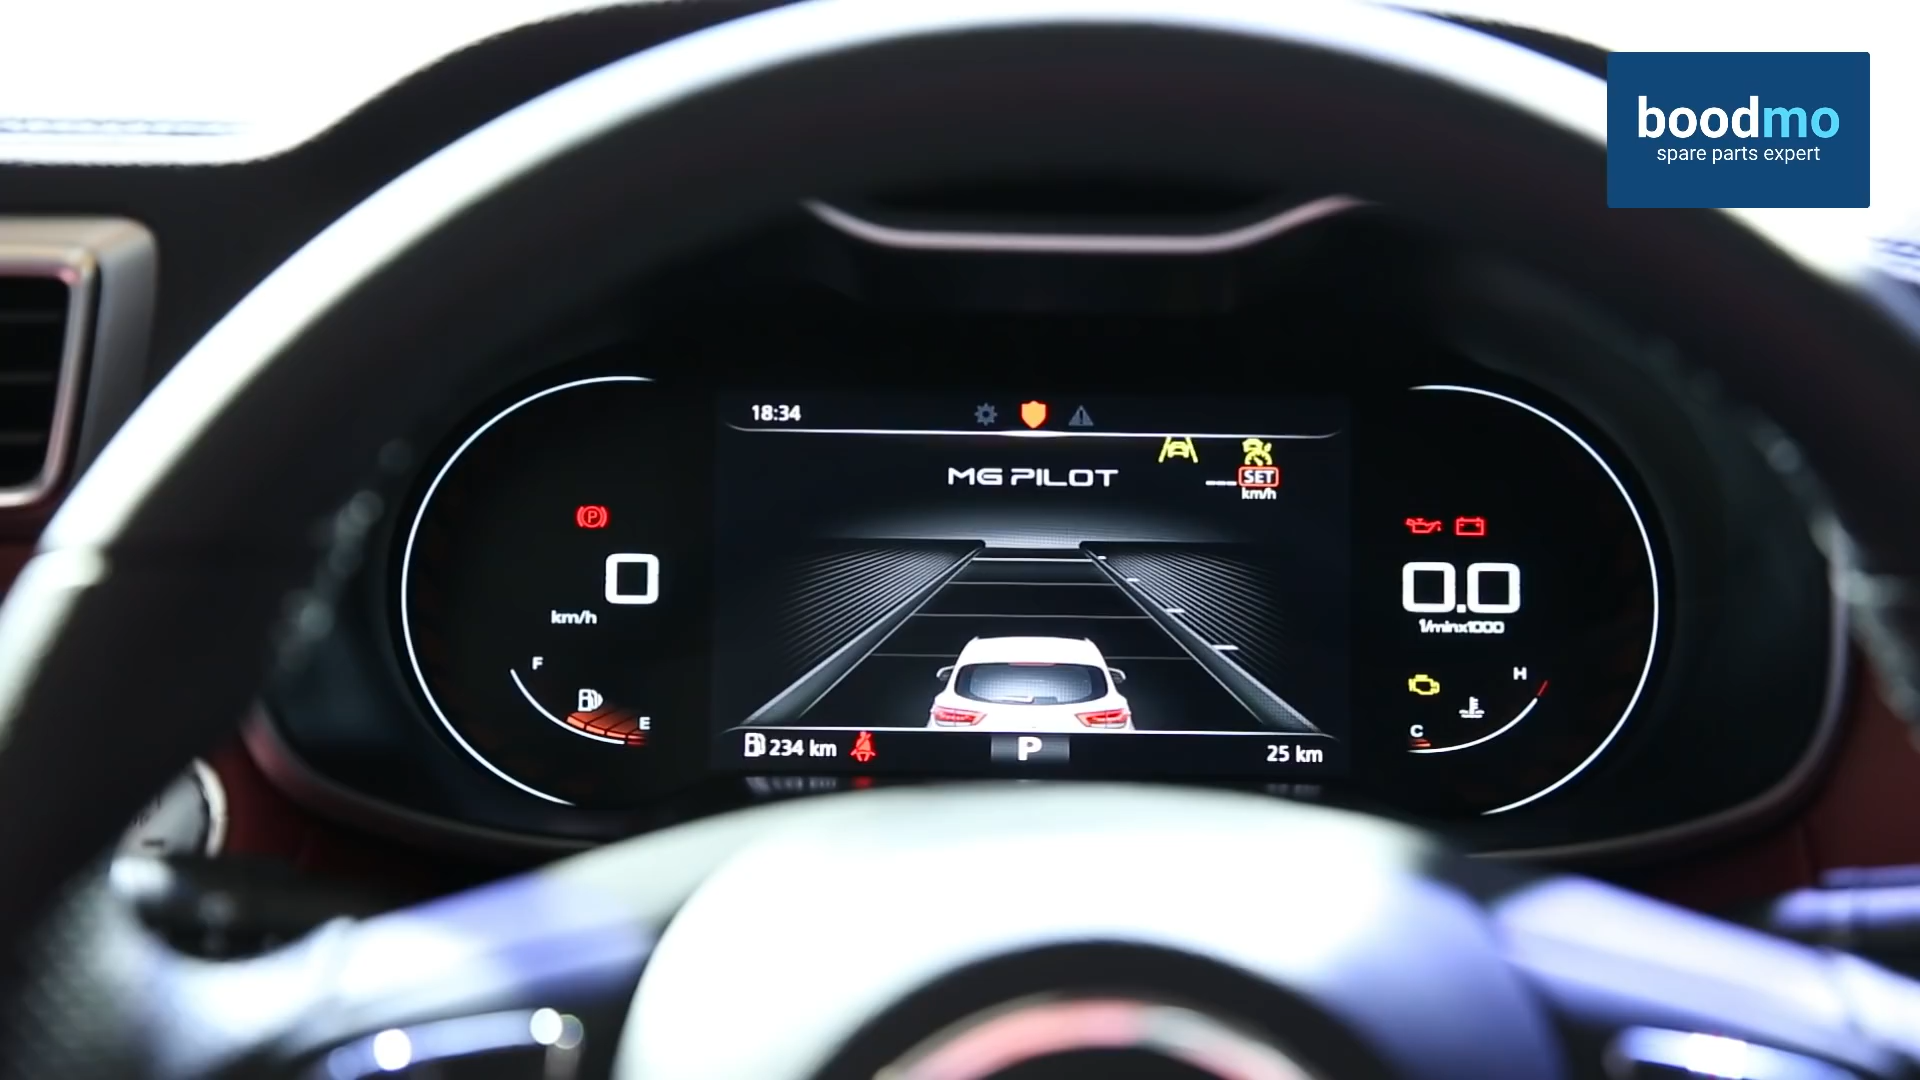 boodmo
spare parts expert
18:34
MG PILOT
--- SET
km/h
P
0
km/h
0.0
1/minx1000
F
E
H
C
234 km
P
25 km